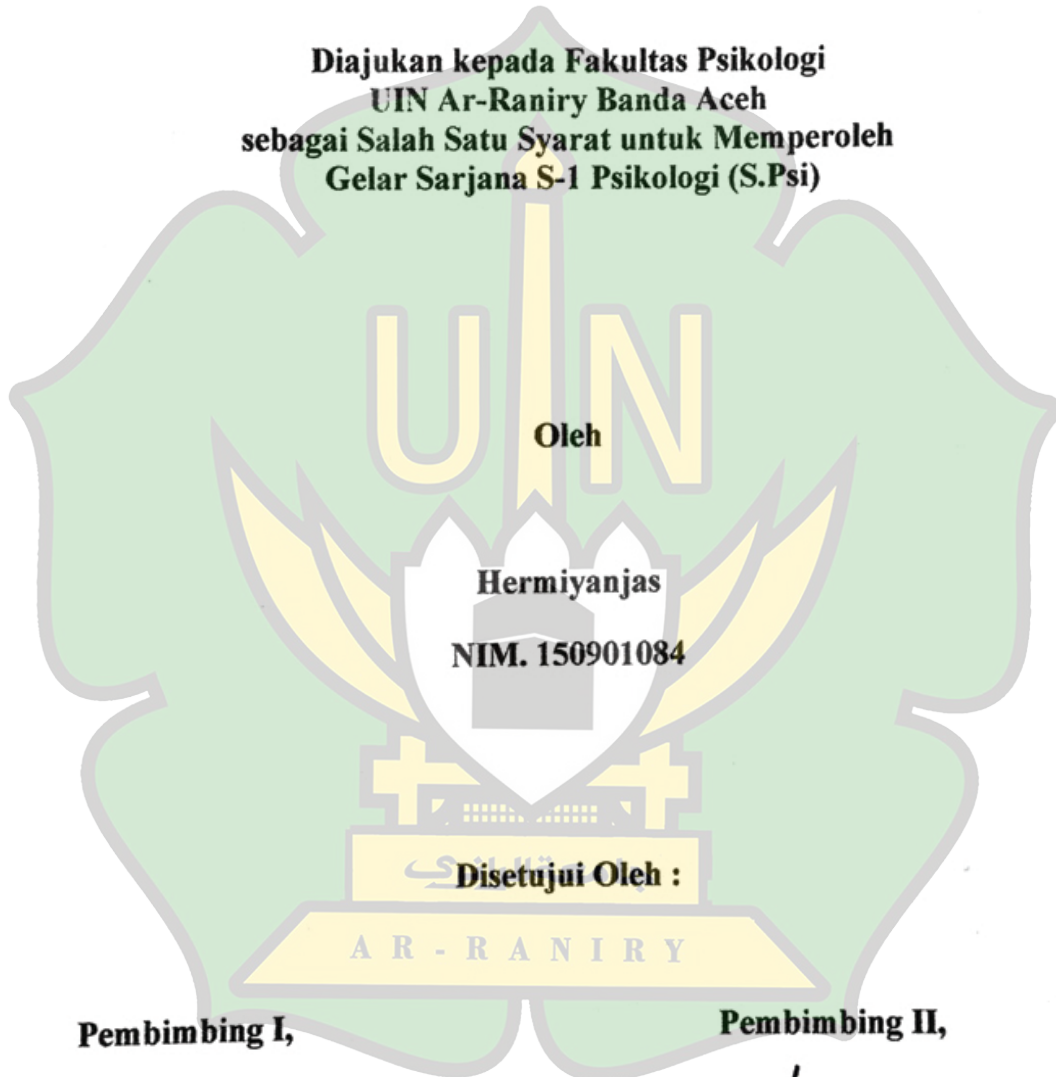 Diajukan kepada Fakultas Psikologi
UIN Ar-Raniry Banda Aceh
sebagai Salah Satu Syarat untuk Memperoleh
Gelar Sarjana S-1 Psikologi (S.Psi)
UIN
Oleh
Hermiyanjas
NIM. 150901084
Disetujui Oleh :
AR-RANIRY
Pembimbing I,
Pembimbing II,